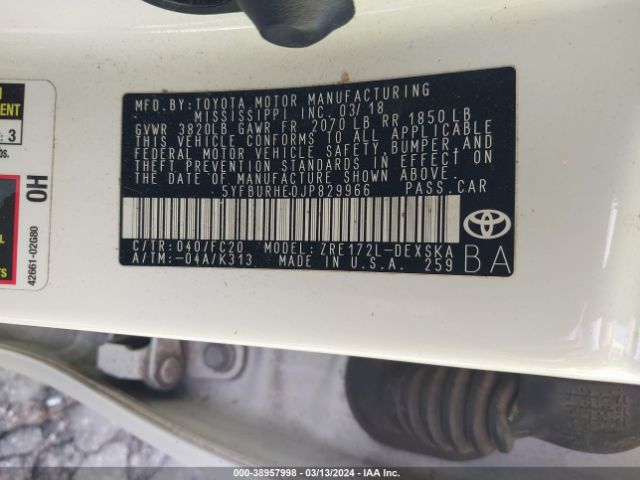 MFD. BY: TOYOTA MOTOR MANUFACTURING
MISSISSIPPI INC. 03/18
GVWR 3820LB GAWR FR 2070 LB RR 1850 LB
THIS VEHICLE CONFORMS TO ALL APPLICABLE
FEDERAL MOTOR VEHICLE SAFETY, BUMPER, AND
THEFT PREVENTION STANDARDS IN EFFECT ON
THE DATE OF MANUFACTURE SHOWN ABOVE.
5YFBURHE0JP829966 PASS. CAR
C/TR: 040/FC20 MODEL: ZRE172L-DEXSKA
A/TM: -04A/K313 MADE IN U.S.A. 259
BA
3
OH
42661-02G80
000-38957998 | 03/13/2024 | IAA Inc.